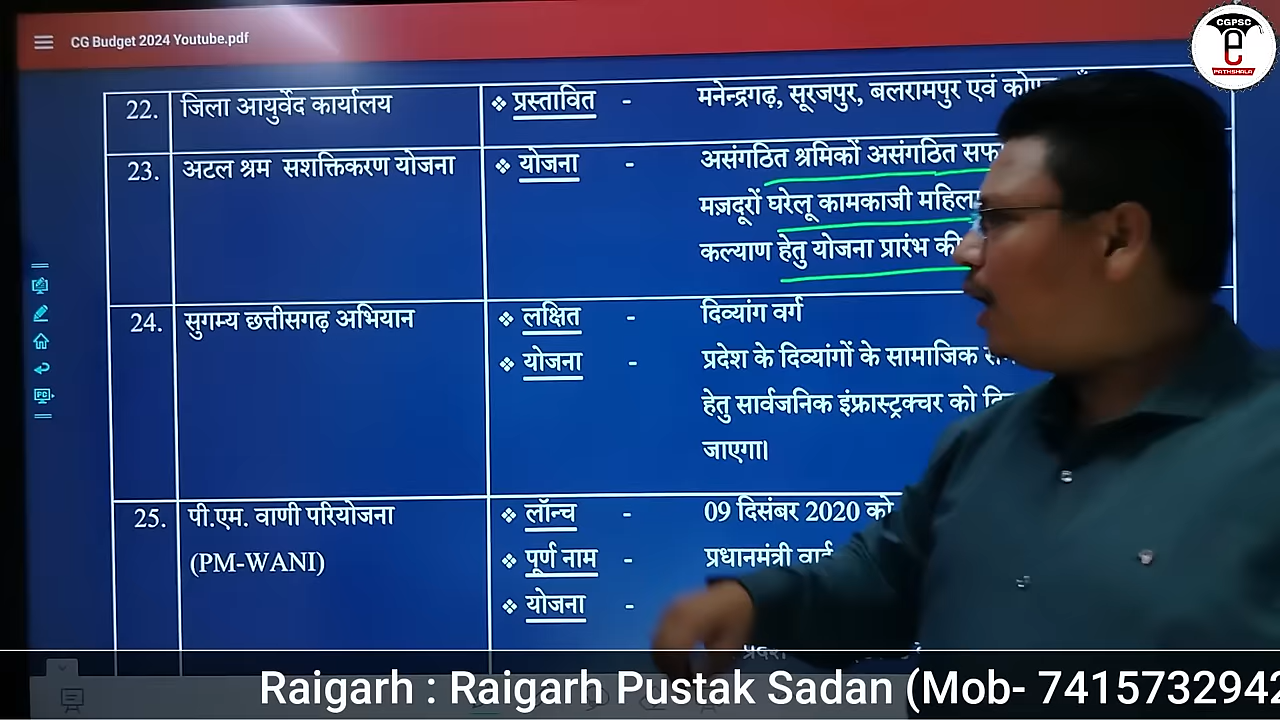 CG Budget 2024 Youtube.pdf
CGPSC
e
PATHSHALA
22. जिला आयुर्वेद कार्यालय ❖ प्रस्तावित - मनेन्द्रगढ़, सूरजपुर, बलरामपुर एवं
23. अटल श्रम सशक्तिकरण योजना ❖ योजना - असंगठित श्रमिकों असंगठित
मज़दूरों घरेलू कामकाजी
कल्याण हेतु योजना प्रारंभ की
24. सुगम्य छत्तीसगढ़ अभियान ❖ लक्षित - दिव्यांग वर्ग
❖ योजना - प्रदेश के दिव्यांगों के सामाजिक
हेतु सार्वजनिक इंफ्रास्ट्रक्चर को
जाएगा।
25. पी.एम. वाणी परियोजना ❖ लॉन्च - 09 दिसंबर 2020 को
(PM-WANI) ❖ पूर्ण नाम - प्रधानमंत्री
❖ योजना -
Raigarh : Raigarh Pustak Sadan (Mob- 7415732942